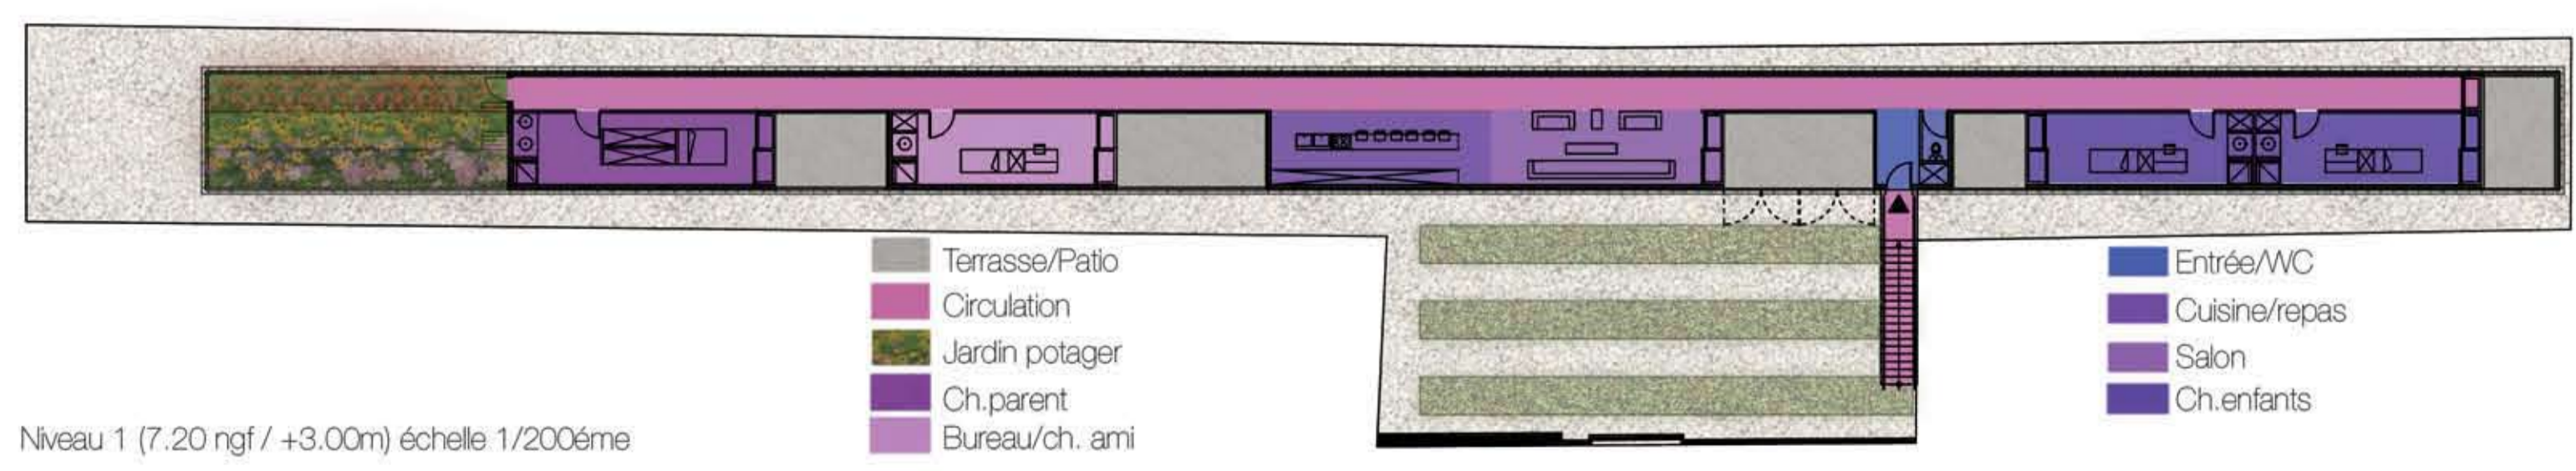 Terrasse/Patio
Circulation
Jardin potager
Ch.parent
Bureau/ch. ami
Entrée/WC
Cuisine/repas
Salon
Ch.enfants
Niveau 1 (7.20 ngf / +3.00m) échelle 1/200éme